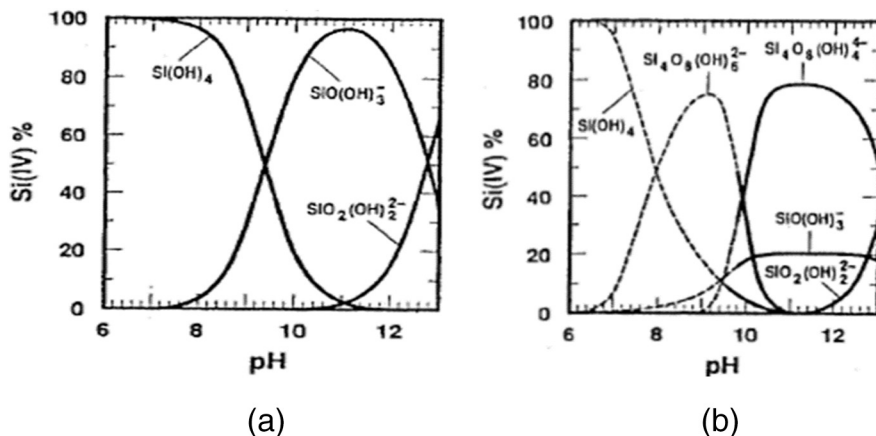 100
80
60
40
20
0
Si(IV) %
Si(OH)₄
SiO(OH)₃⁻
SiO₂(OH)₂²⁻
6 8 10 12
pH
(a)
100
80
60
40
20
0
Si(IV) %
Si₄O₈(OH)₆²⁻
Si₄O₈(OH)₄⁴⁻
Si(OH)₄
SiO(OH)₃⁻
SiO₂(OH)₂²⁻
6 8 10 12
pH
(b)